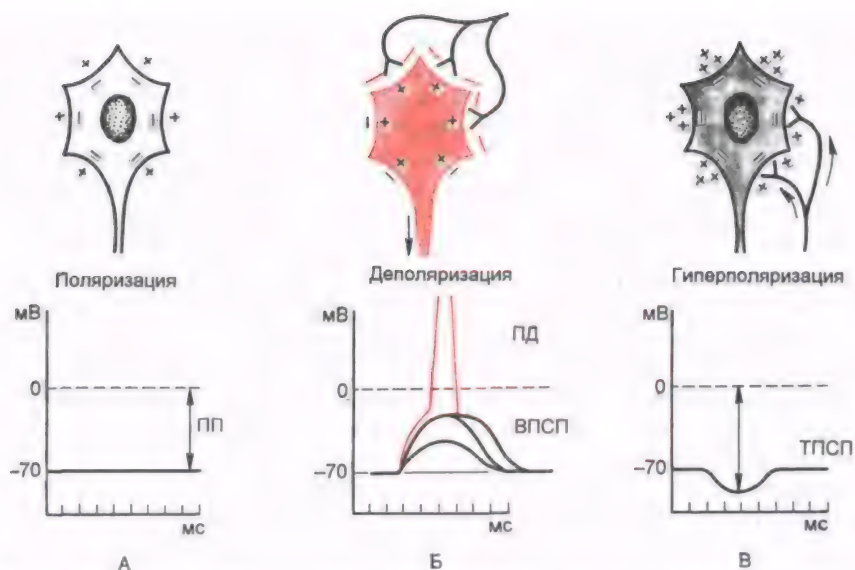 Поляризация
Деполяризация
Гиперполяризация
мВ
0
ПП
–70
мс
А
мВ
ПД
0
ВПСП
–70
мс
Б
мВ
0
ТПСП
–70
мс
В